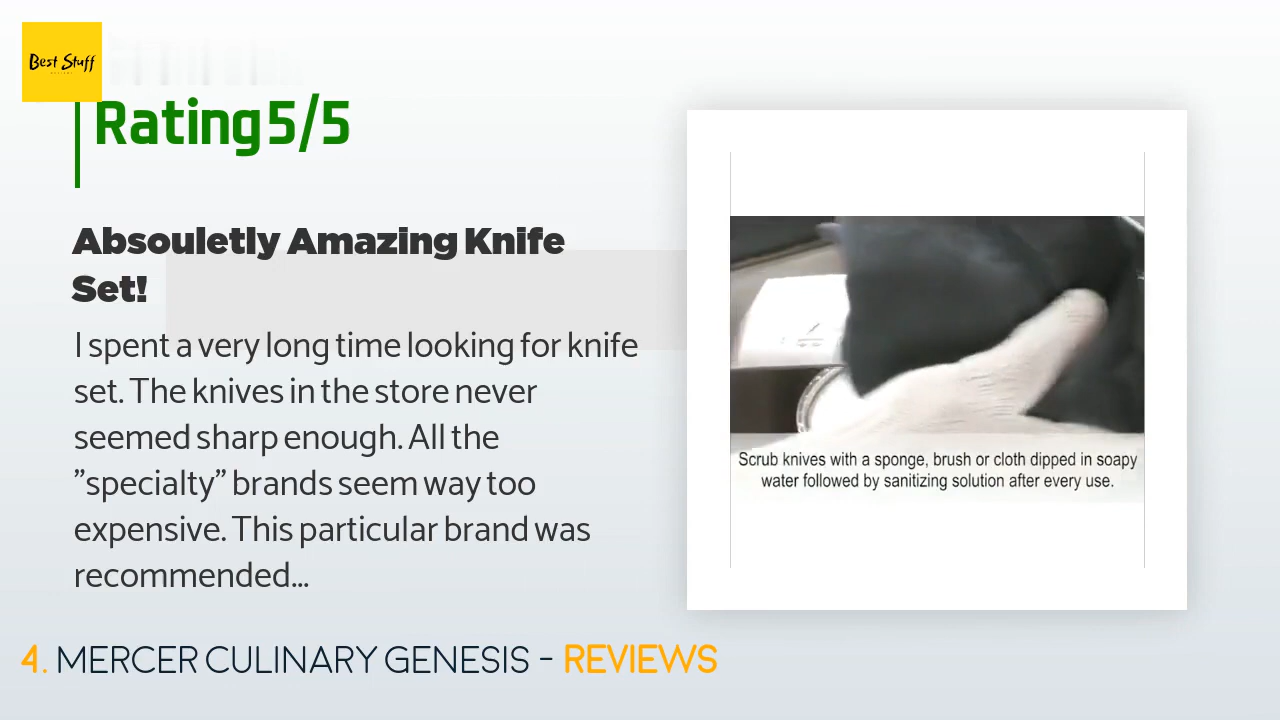 Best Stuff
Rating 5/5
Absouletly Amazing Knife
Set!
I spent a very long time looking for knife
set. The knives in the store never
seemed sharp enough. All the
”specialty” brands seem way too
expensive. This particular brand was
recommended...
Scrub knives with a sponge, brush or cloth dipped in soapy
water followed by sanitizing solution after every use.
4. MERCER CULINARY GENESIS - REVIEWS